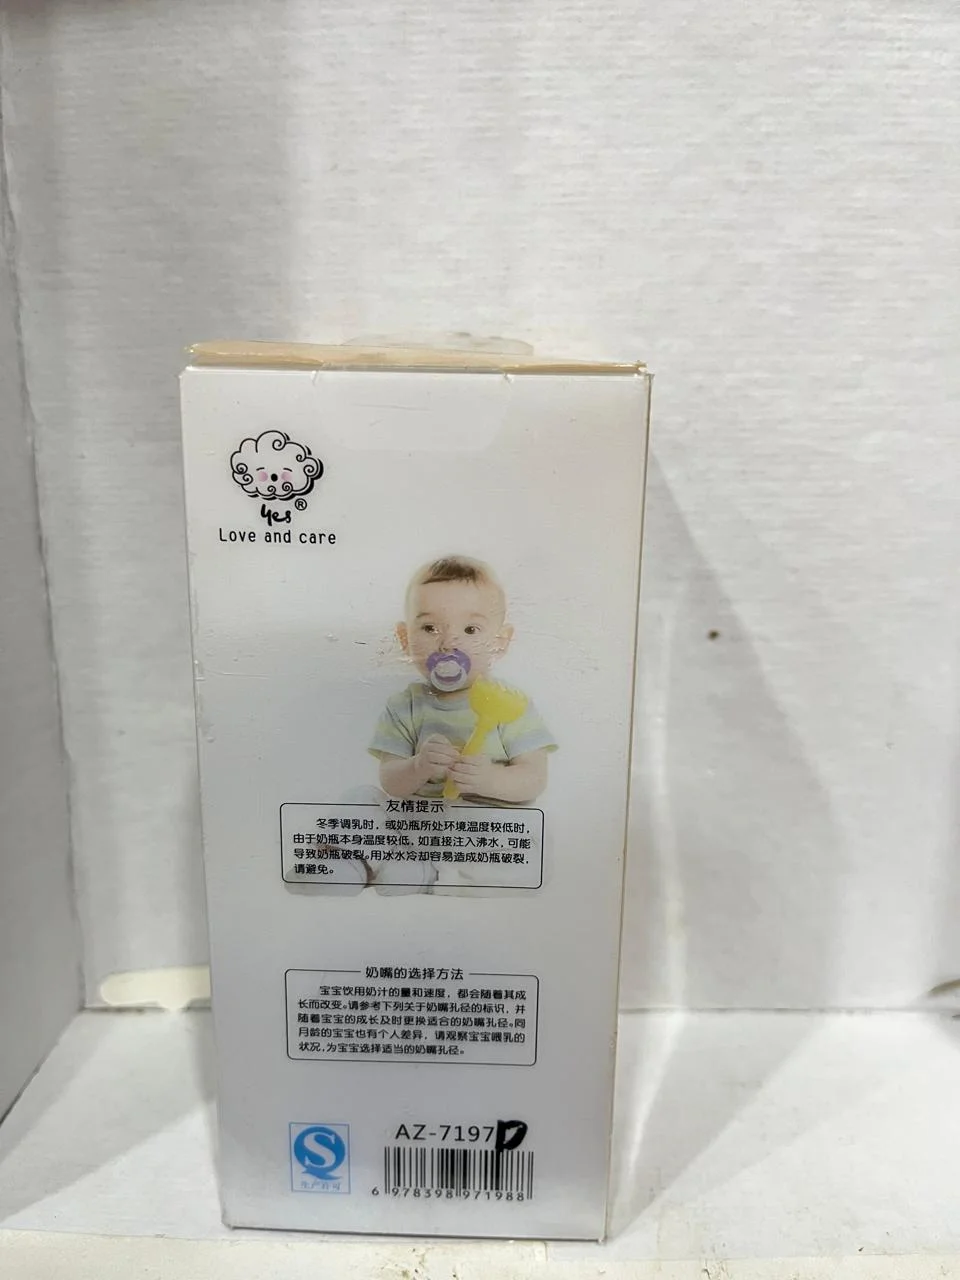 yes®
Love and care
友情提示
冬季调乳时，或奶瓶所处环境温度较低时，
由于奶瓶本身温度较低，如直接注入沸水，可能
导致奶瓶破裂。用冰水冷却容易造成奶瓶破裂，
请避免。
奶嘴的选择方法
宝宝饮用奶汁的量和速度，都会随着其成
长而改变。请参考下列关于奶嘴孔径的标识，并
随着宝宝的成长及时更换适合的奶嘴孔径。同
月龄的宝宝也有个人差异，请观察宝宝喂乳的
状况，为宝宝选择适当的奶嘴孔径。
AZ-7197D
S
生产许可
6 978398 971988